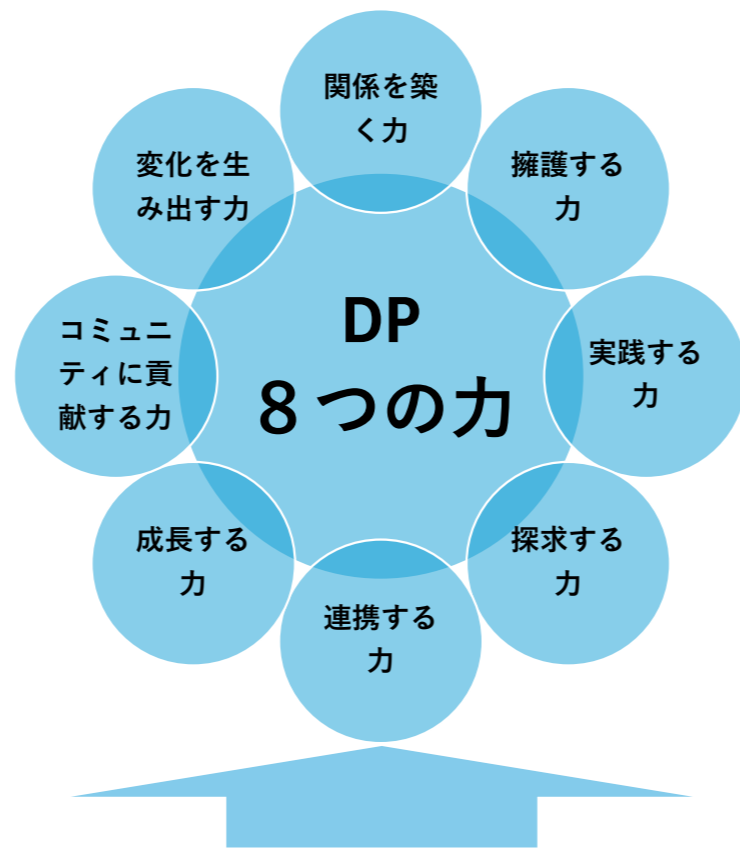 関係を築
く力
変化を生
み出す力
擁護する
力
DP
８つの力
コミュニ
ティに貢
献する力
実践する
力
成長する
力
探求する
力
連携する
力